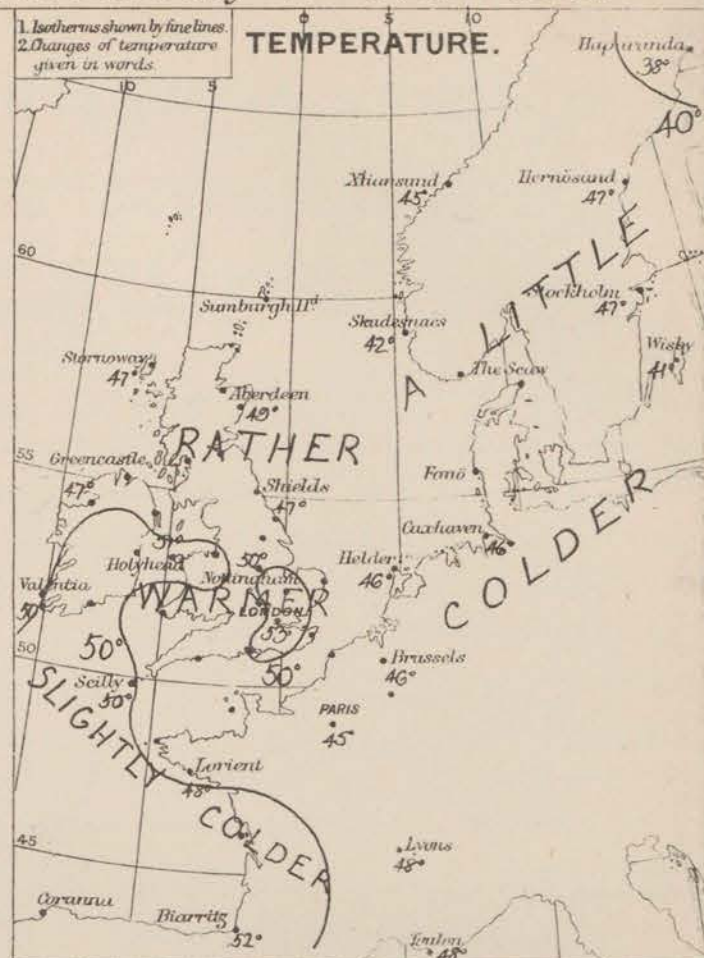 1. Isotherms shown by fine lines.
2. Changes of temperature
given in words.
TEMPERATURE.
0 5 10
10 5
Haparanda
38°
40°
Xtiansund
45°
Hernösand
47°
60
Sumburgh Hd
Skudesnaes
42°
Stockholm
47°
Wisby
41°
A LITTLE
COLDER
Stornoway
47°
The Scaw
Aberdeen
49°
RATHER
WARMER
55
Greencastle
47°
Shields
47°
Fanö
Cuxhaven
46°
Holyhead
Nottingham
50°
Helder
46
Valentia
50°
LONDON
53°
50
50°
50°
Brussels
46°
Scilly
50°
SLIGHTLY
COLDER
PARIS
45°
Lorient
48°
45
Lyons
48°
Corunna
Biarritz
52°
Toulon
48°